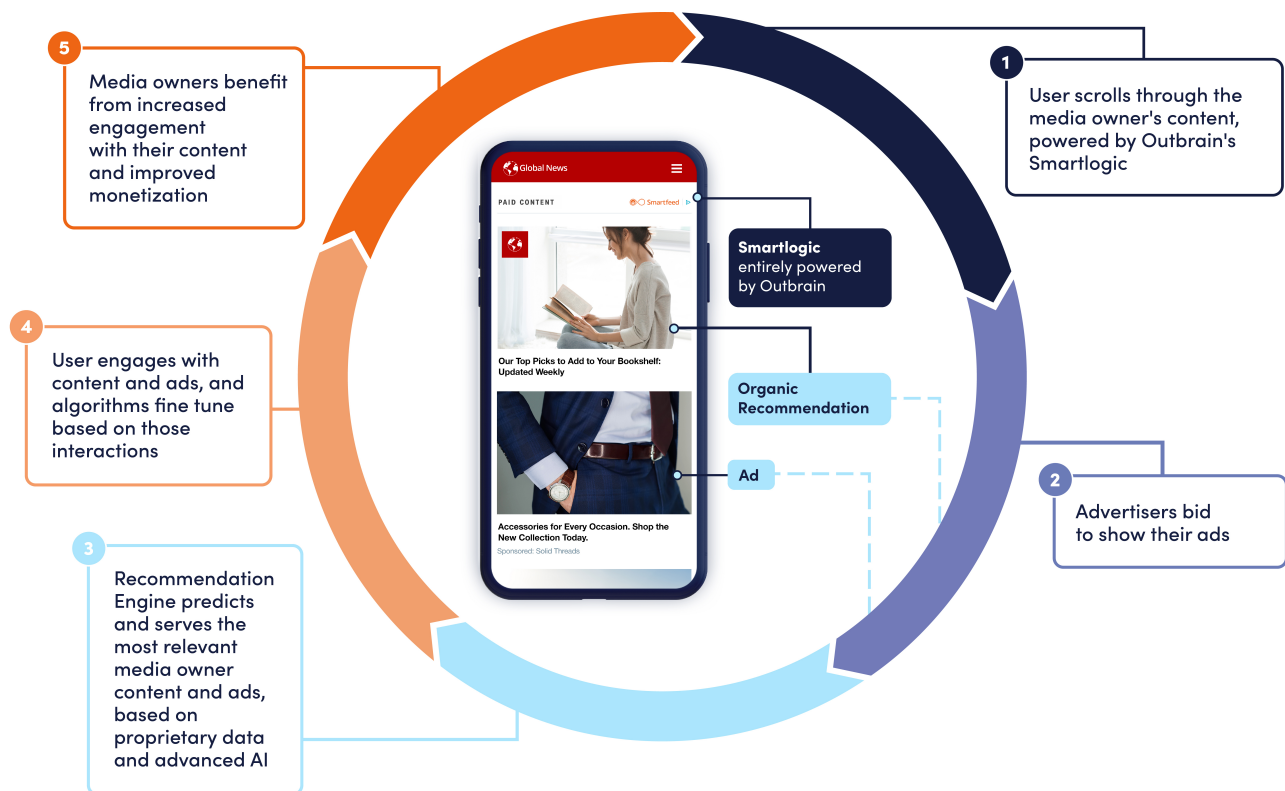 1
User scrolls through the
media owner's content,
powered by Outbrain's
Smartlogic
2
Advertisers bid
to show their ads
3
Recommendation
Engine predicts
and serves the
most relevant
media owner
content and ads,
based on
proprietary data
and advanced AI
4
User engages with
content and ads, and
algorithms fine tune
based on those
interactions
5
Media owners benefit
from increased
engagement
with their content
and improved
monetization
Global News
PAID CONTENT
Smartfeed
Our Top Picks to Add to Your Bookshelf:
Updated Weekly
Accessories for Every Occasion. Shop the
New Collection Today.
Sponsored: Solid Threads
Smartlogic
entirely powered
by Outbrain
Organic
Recommendation
Ad